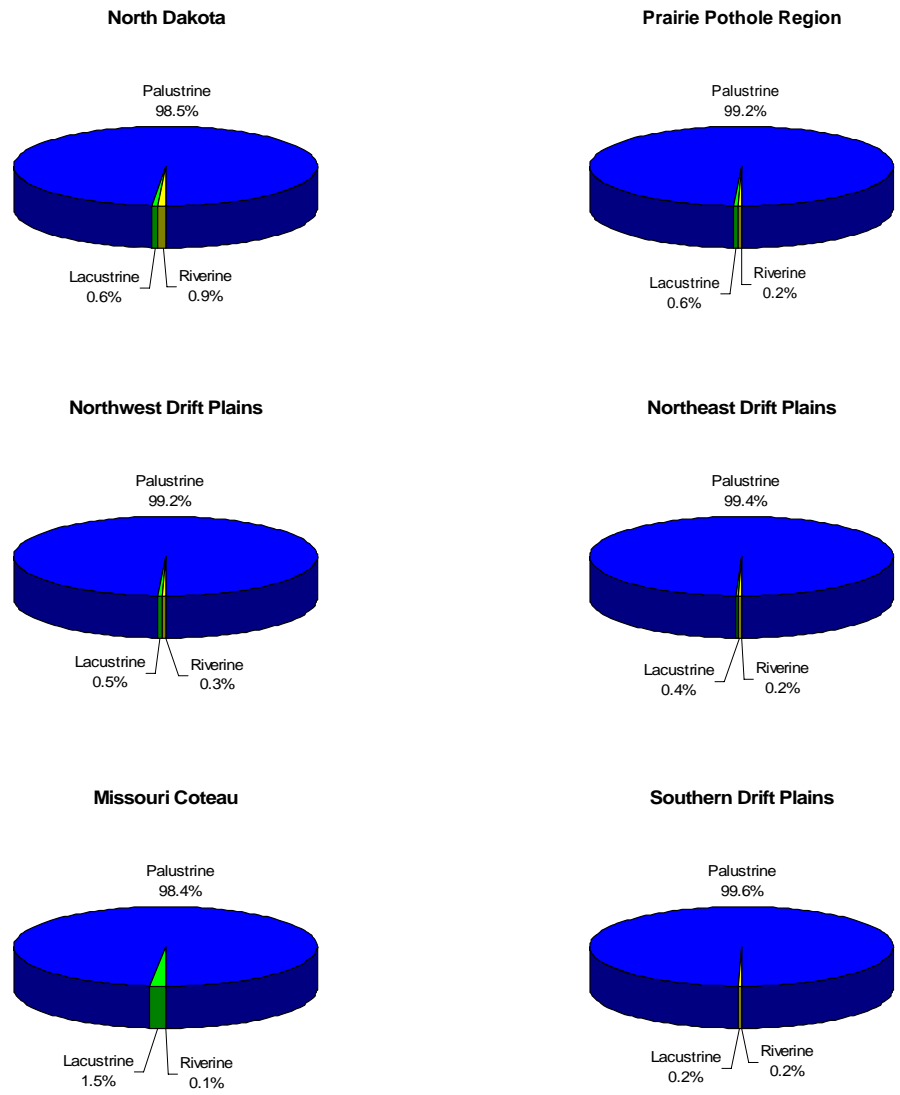 North Dakota
Palustrine
98.5%
Lacustrine
0.6%
Riverine
0.9%
Prairie Pothole Region
Palustrine
99.2%
Lacustrine
0.6%
Riverine
0.2%
Northwest Drift Plains
Palustrine
99.2%
Lacustrine
0.5%
Riverine
0.3%
Northeast Drift Plains
Palustrine
99.4%
Lacustrine
0.4%
Riverine
0.2%
Missouri Coteau
Palustrine
98.4%
Lacustrine
1.5%
Riverine
0.1%
Southern Drift Plains
Palustrine
99.6%
Lacustrine
0.2%
Riverine
0.2%